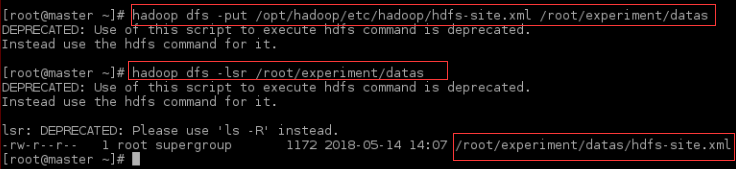 [root@master ~]# hadoop dfs -put /opt/hadoop/etc/hadoop/hdfs-site.xml /root/experiment/datas
DEPRECATED: Use of this script to execute hdfs command is deprecated.
Instead use the hdfs command for it.
[root@master ~]# hadoop dfs -lsr /root/experiment/datas
DEPRECATED: Use of this script to execute hdfs command is deprecated.
Instead use the hdfs command for it.
lsr: DEPRECATED: Please use 'ls -R' instead.
-rw-r--r--   1 root supergroup       1172 2018-05-14 14:07 /root/experiment/datas/hdfs-site.xml
[root@master ~]#